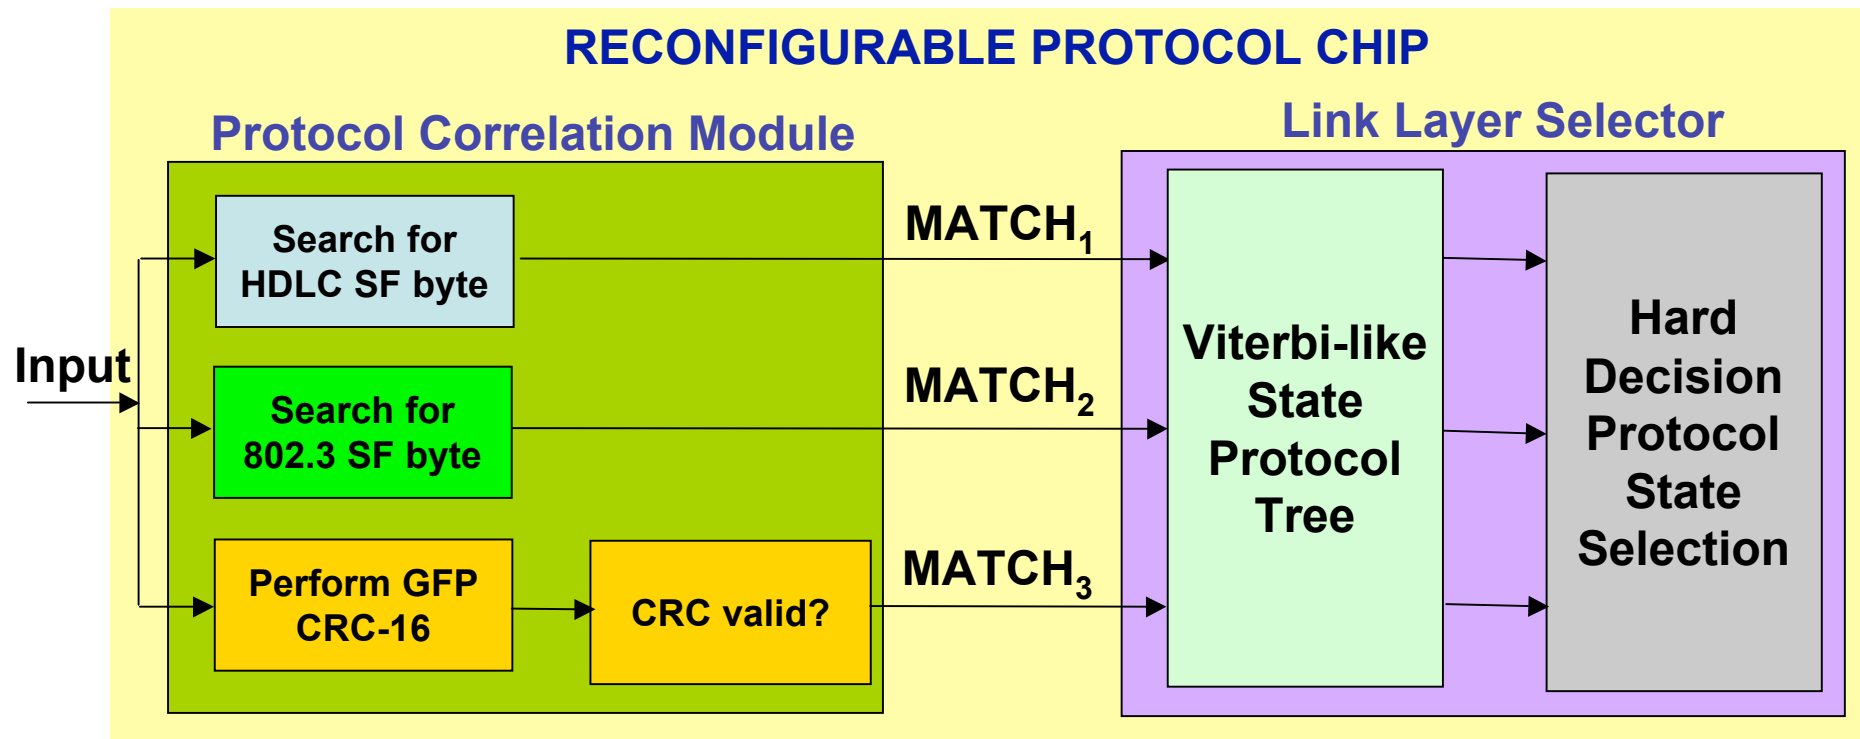 RECONFIGURABLE PROTOCOL CHIP
Protocol Correlation Module
Link Layer Selector
Input
Search for
HDLC SF byte
Search for
802.3 SF byte
Perform GFP
CRC-16
CRC valid?
MATCH₁
MATCH₂
MATCH₃
Viterbi-like
State
Protocol
Tree
Hard
Decision
Protocol
State
Selection